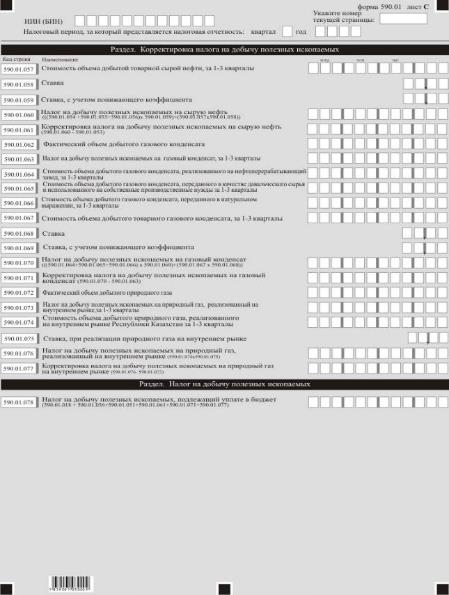 форма 590.01 лист С
ИИН (БИН)
Укажите номер
текущей страницы:
Налоговый период, за который представляется налоговая отчетность: квартал год
Раздел. Корректировка налога на добычу полезных ископаемых
Код строки Наименование
590.01.057 Стоимость объема добытой товарной сырой нефти, за 1-3 кварталы
590.01.058 Ставка
590.01.059 Ставка, с учетом понижающего коэффициента
590.01.060 Налог на добычу полезных ископаемых на сырую нефть
590.01.061 Корректировка налога на добычу полезных ископаемых на сырую нефть
(590.01.060 - 590.01.053)
590.01.062 Фактический объем добытого газового конденсата
590.01.063 Налог на добычу полезных ископаемых на газовый конденсат, за 1-3 кварталы
590.01.064 Стоимость объема добытого газового конденсата, реализованного на нефтеперерабатывающий
завод, за 1-3 кварталы
590.01.065 Стоимость объема добытого газового конденсата, переданного в качестве давальческого сырья
и использованного на собственные производственные нужды за 1-3 кварталы
590.01.066 Стоимость объема добытого газового конденсата, переданного в натуральном
выражении, за 1-3 кварталы
590.01.067 Стоимость объема добытого товарного газового конденсата, за 1-3 кварталы
590.01.068 Ставка
590.01.069 Ставка, с учетом понижающего коэффициента
590.01.070 Налог на добычу полезных ископаемых на газовый конденсат
590.01.071 Корректировка налога на добычу полезных ископаемых на газовый
конденсат (590.01.070 - 590.01.063)
590.01.072 Фактический объем добытого природного газа
590.01.073 Налог на добычу полезных ископаемых на природный газ, реализованный на
внутреннем рынке,за 1-3 кварталы
590.01.074 Стоимость объема добытого природного газа, реализованного
на внутреннем рынке Республики Казахстан за 1-3 кварталы
590.01.075 Ставка, при реализации природного газа на внутреннем рынке
590.01.076 Налог на добычу полезных ископаемых на природный газ,
реализованный на внутреннем рынке (590.01.074x590.01.075)
590.01.077 Корректировка налога на добычу полезных ископаемых на природный газ
на внутреннем рынке (590.01.076- 590.01.073)
Раздел. Налог на добычу полезных ископаемых
590.01.078 Налог на добычу полезных ископаемых, подлежащий уплате в бюджет